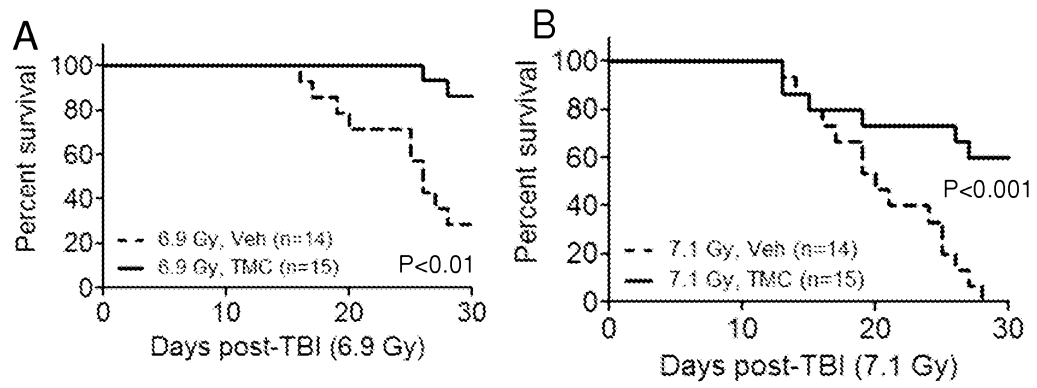 A
Percent survival
100
80
60
40
20
0
6.9 Gy, Veh (n=14)
6.9 Gy, TMC (n=15)
P<0.01
0 10 20 30
Days post-TBI (6.9 Gy)
B
Percent survival
100
80
60
40
20
0
P<0.001
7.1 Gy, Veh (n=14)
7.1 Gy, TMC (n=15)
0 10 20 30
Days post-TBI (7.1 Gy)